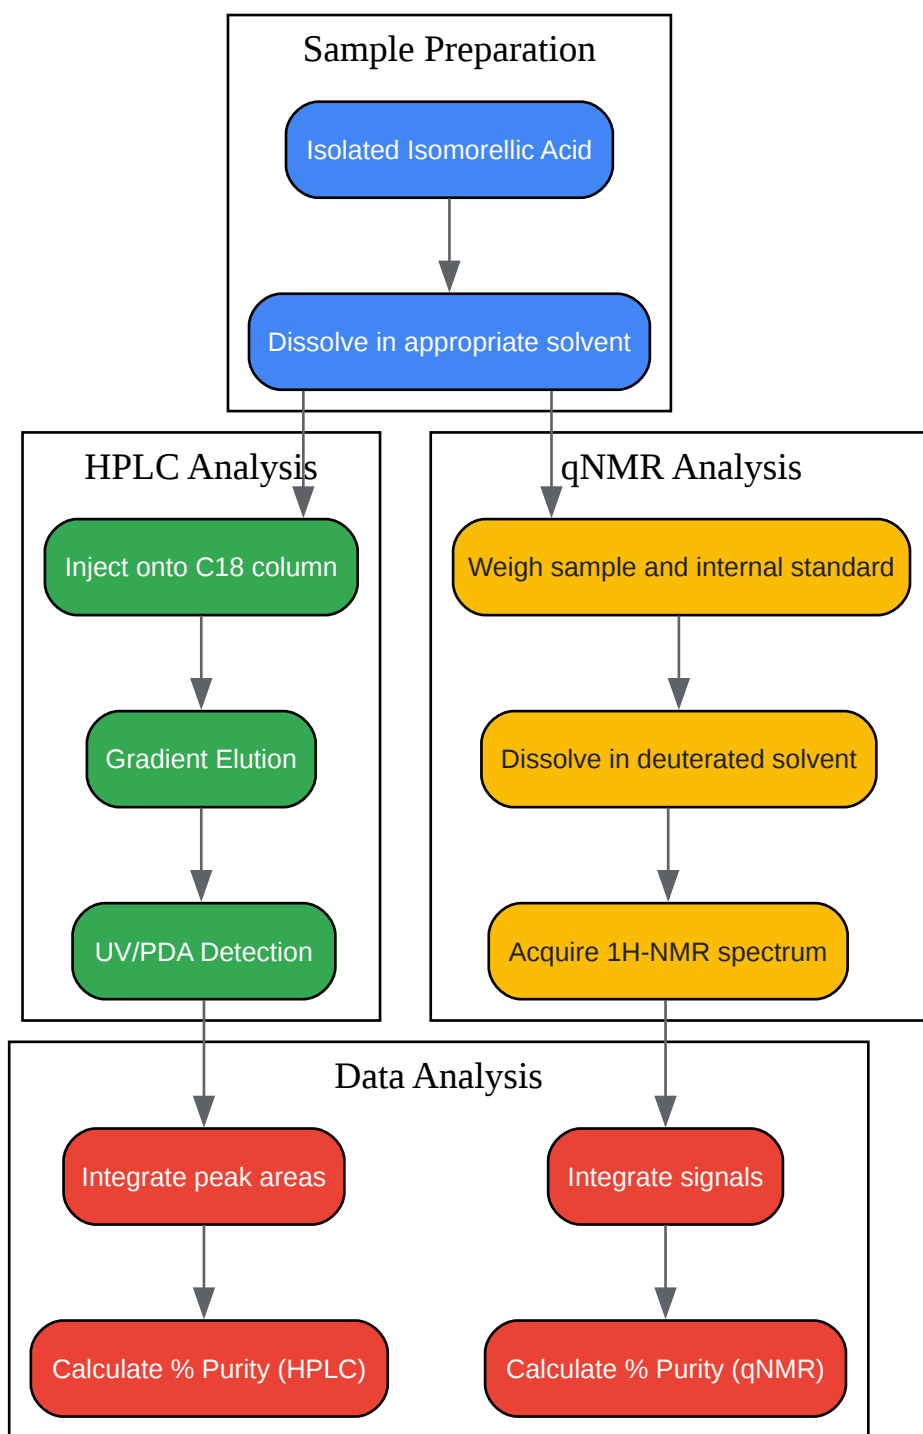 Sample Preparation
Isolated Isomorellic Acid
Dissolve in appropriate solvent
HPLC Analysis
Inject onto C18 column
Gradient Elution
UV/PDA Detection
qNMR Analysis
Weigh sample and internal standard
Dissolve in deuterated solvent
Acquire 1H-NMR spectrum
Data Analysis
Integrate peak areas
Calculate % Purity (HPLC)
Integrate signals
Calculate % Purity (qNMR)